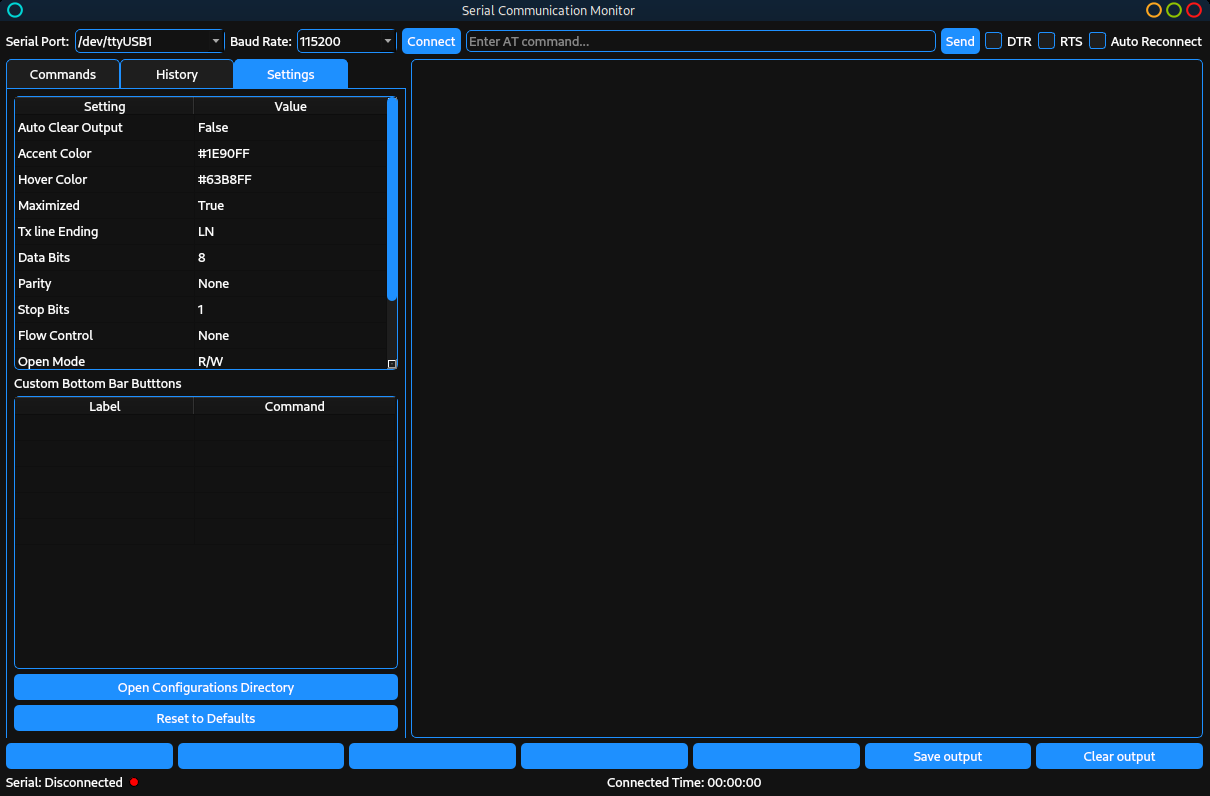 Serial Communication Monitor
Serial Port: /dev/ttyUSB1 Baud Rate: 115200 Connect Enter AT command... Send DTR RTS Auto Reconnect
Commands History Settings
Setting Value
Auto Clear Output False
Accent Color #1E90FF
Hover Color #63B8FF
Maximized True
Tx line Ending LN
Data Bits 8
Parity None
Stop Bits 1
Flow Control None
Open Mode R/W
Custom Bottom Bar Butttons
Label Command
Open Configurations Directory
Reset to Defaults
Save output Clear output
Serial: Disconnected Connected Time: 00:00:00